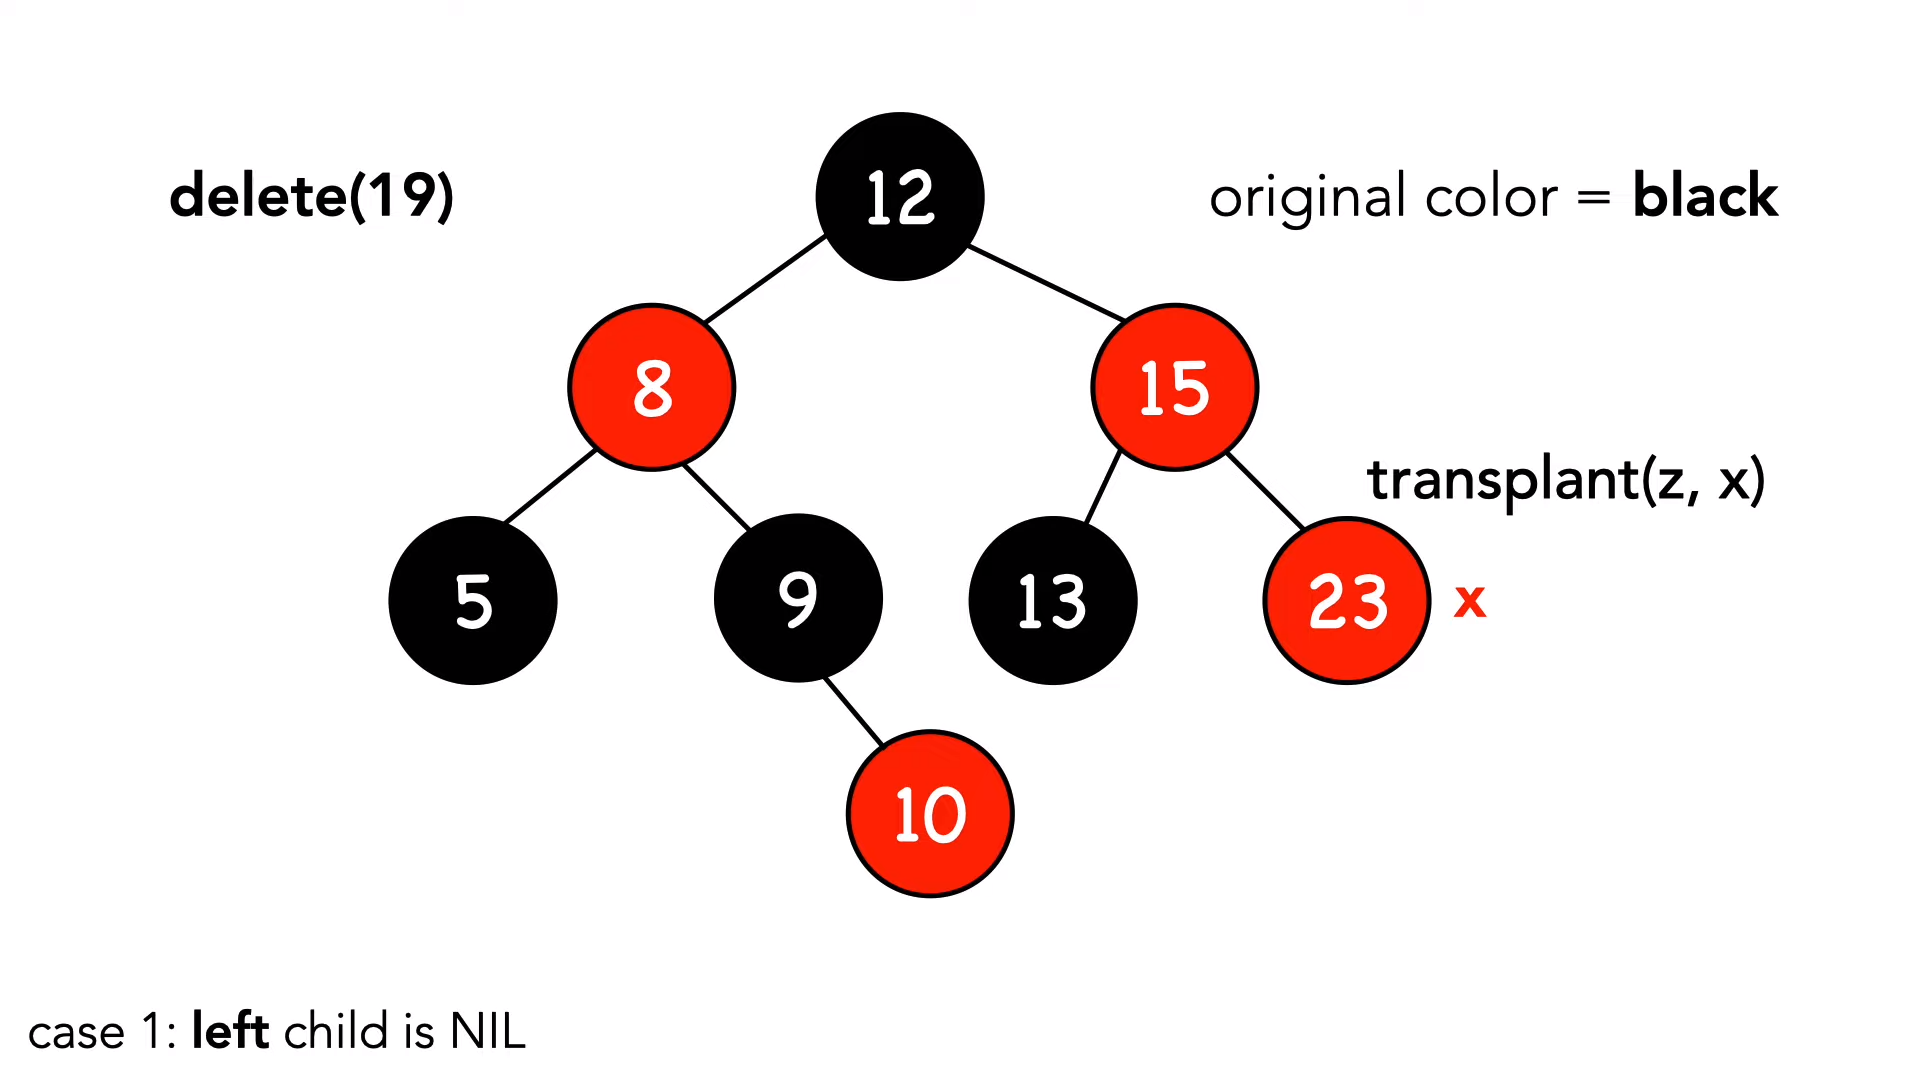 delete(19)
12
original color = black
8
15
transplant(z, x)
5
9
13
23
x
10
case 1: left child is NIL